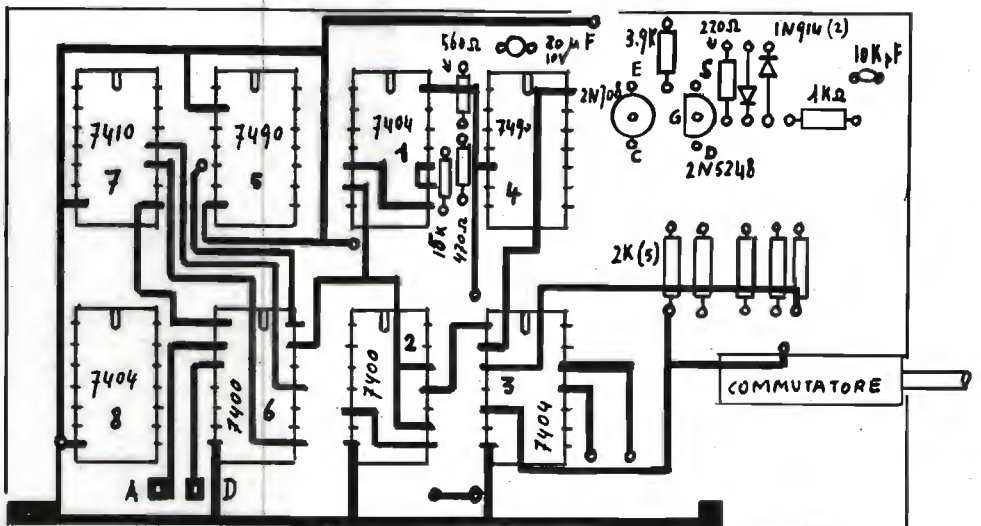 560Ω
20µF
10V
3.9K
220Ω
1N914 (2)
10KpF
7410
7
7490
5
7404
1
7490
4
2N708
E
C
S
G
D
2N5248
1KΩ
18K
470Ω
2K (5)
7404
8
7400
6
7400
2
3
7404
COMMUTATORE
A
D